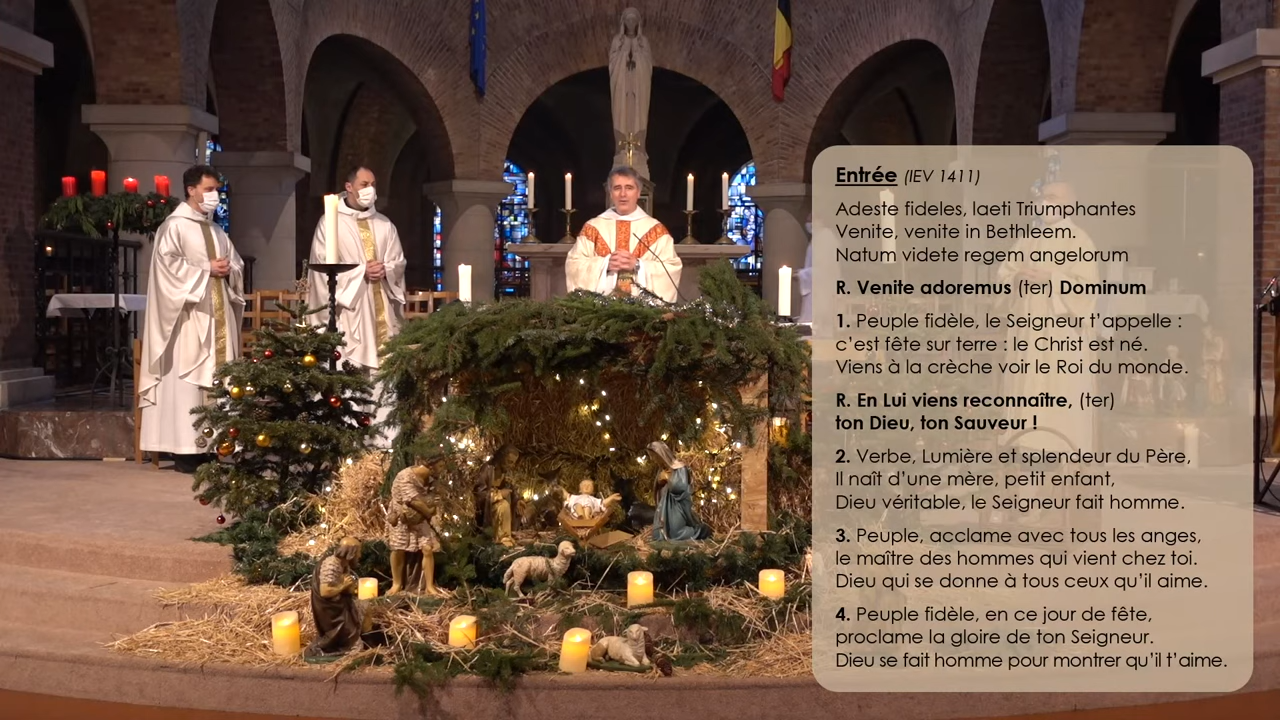 Entrée (IEV 1411)
Adeste fideles, laeti Triumphantes
Venite, venite in Bethleem.
Natum videte regem angelorum
R. Venite adoremus (ter) Dominum
1. Peuple fidèle, le Seigneur t’appelle :
c’est fête sur terre : le Christ est né.
Viens à la crèche voir le Roi du monde.
R. En Lui viens reconnaître, (ter)
ton Dieu, ton Sauveur !
2. Verbe, Lumière et splendeur du Père,
Il naît d’une mère, petit enfant,
Dieu véritable, le Seigneur fait homme.
3. Peuple, acclame avec tous les anges,
le maître des hommes qui vient chez toi.
Dieu qui se donne à tous ceux qu’il aime.
4. Peuple fidèle, en ce jour de fête,
proclame la gloire de ton Seigneur.
Dieu se fait homme pour montrer qu’il t’aime.